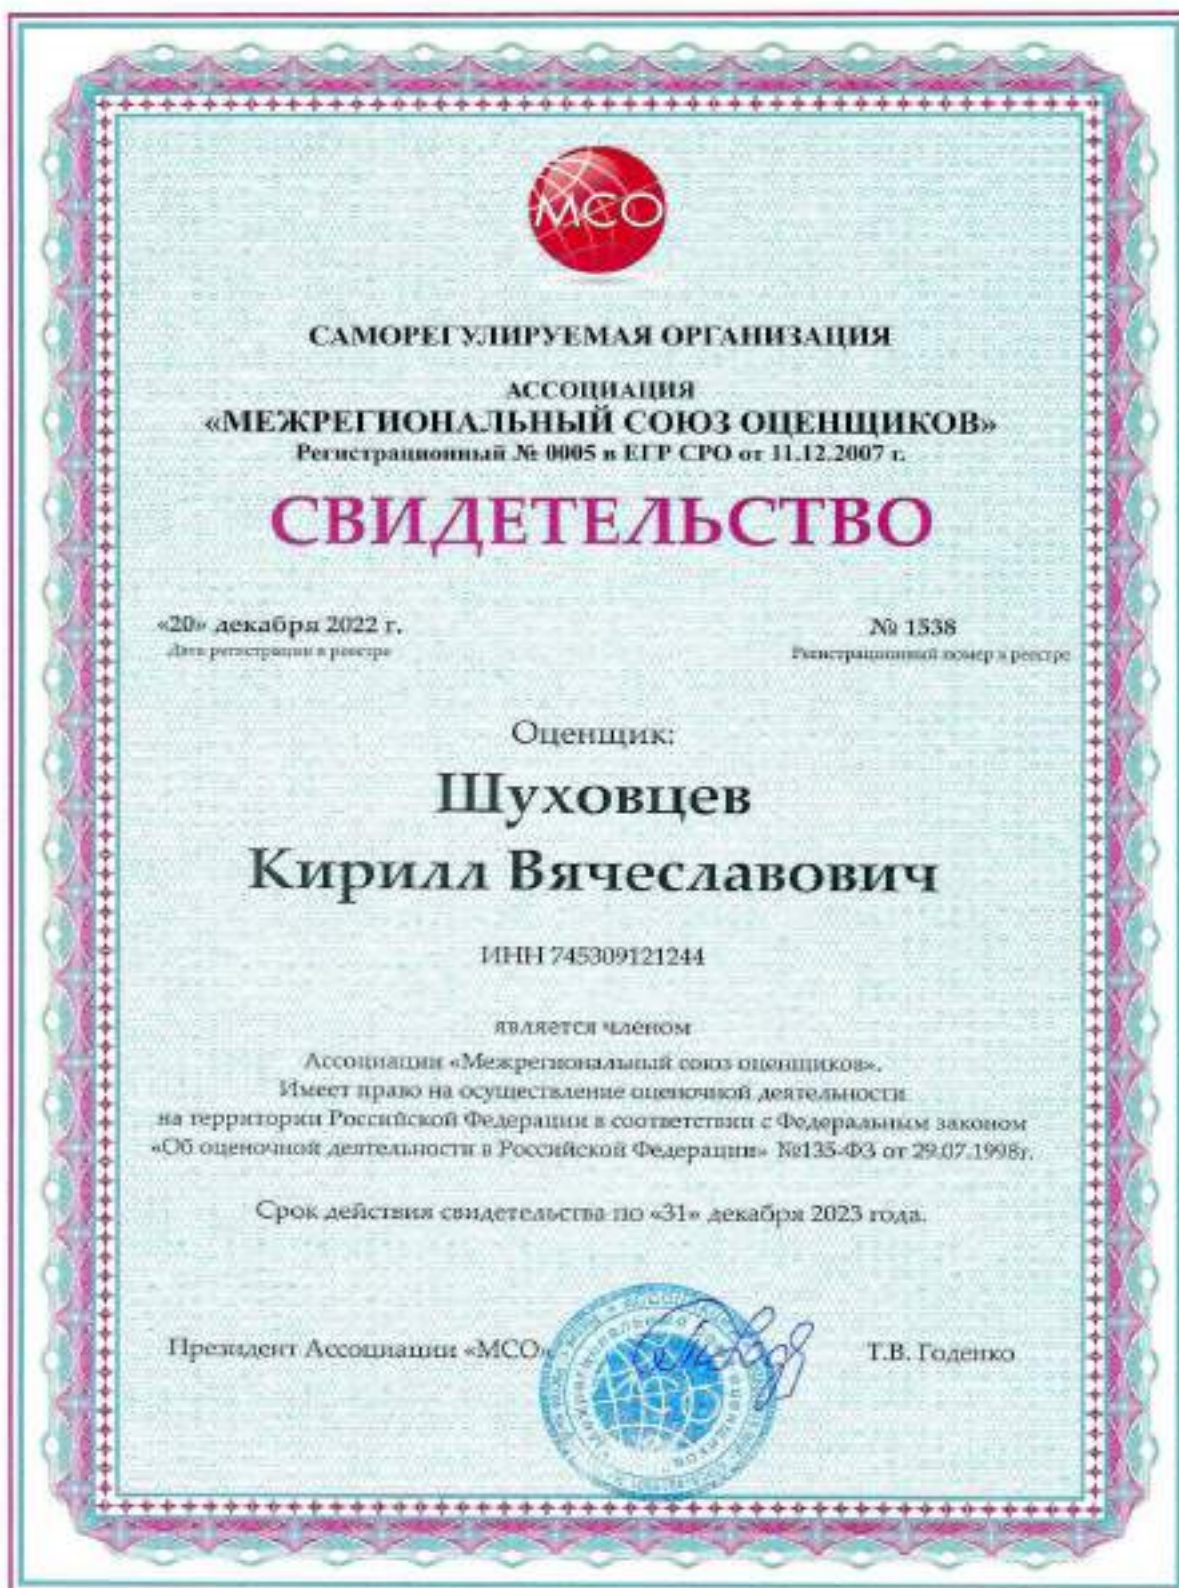 МСО
САМОРЕГУЛИРУЕМАЯ ОРГАНИЗАЦИЯ
АССОЦИАЦИЯ
«МЕЖРЕГИОНАЛЬНЫЙ СОЮЗ ОЦЕНЩИКОВ»
Регистрационный № 0005 в ЕГР СРО от 11.12.2007 г.
СВИДЕТЕЛЬСТВО
«20» декабря 2022 г.
Дата регистрации в реестре
№ 1538
Регистрационный номер в реестре
Оценщик:
Шуховцев
Кирилл Вячеславович
ИНН 745309121244
является членом
Ассоциации «Межрегиональный союз оценщиков».
Имеет право на осуществление оценочной деятельности
на территории Российской Федерации в соответствии с Федеральным законом
«Об оценочной деятельности в Российской Федерации» №135-ФЗ от 29.07.1998г.
Срок действия свидетельства по «31» декабря 2023 года.
Президент Ассоциации «МСО»
Т.В. Годенко